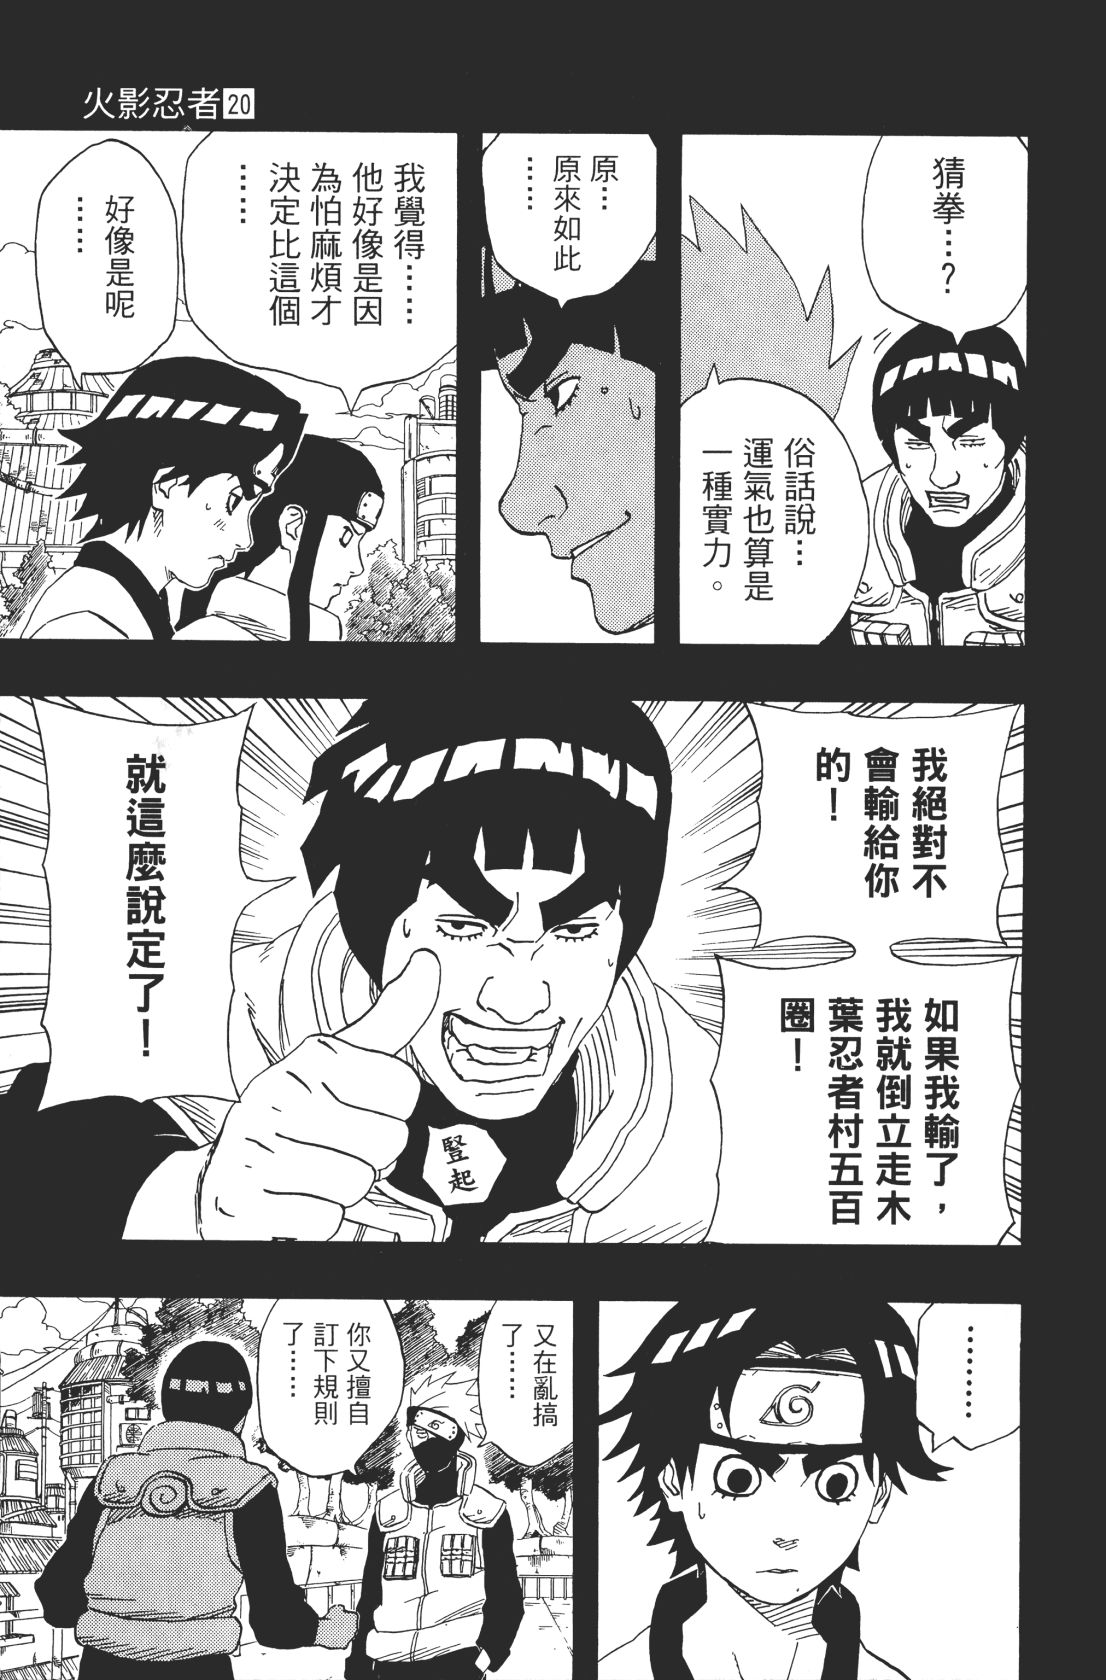 火影忍者20
猜拳…?
俗話說…
運氣也算是
一種實力。
原…
原來如此
……
我覺得……
他好像是因
為怕麻煩才
決定比這個
……
好像是呢
……
我絕對不
會輸給你
的!
如果我輸了,
我就倒立走木
葉忍者村五百
圈!
豎起
就這麼說定了!
………
又在亂搞
了……
你又擅自
訂下規則
了……